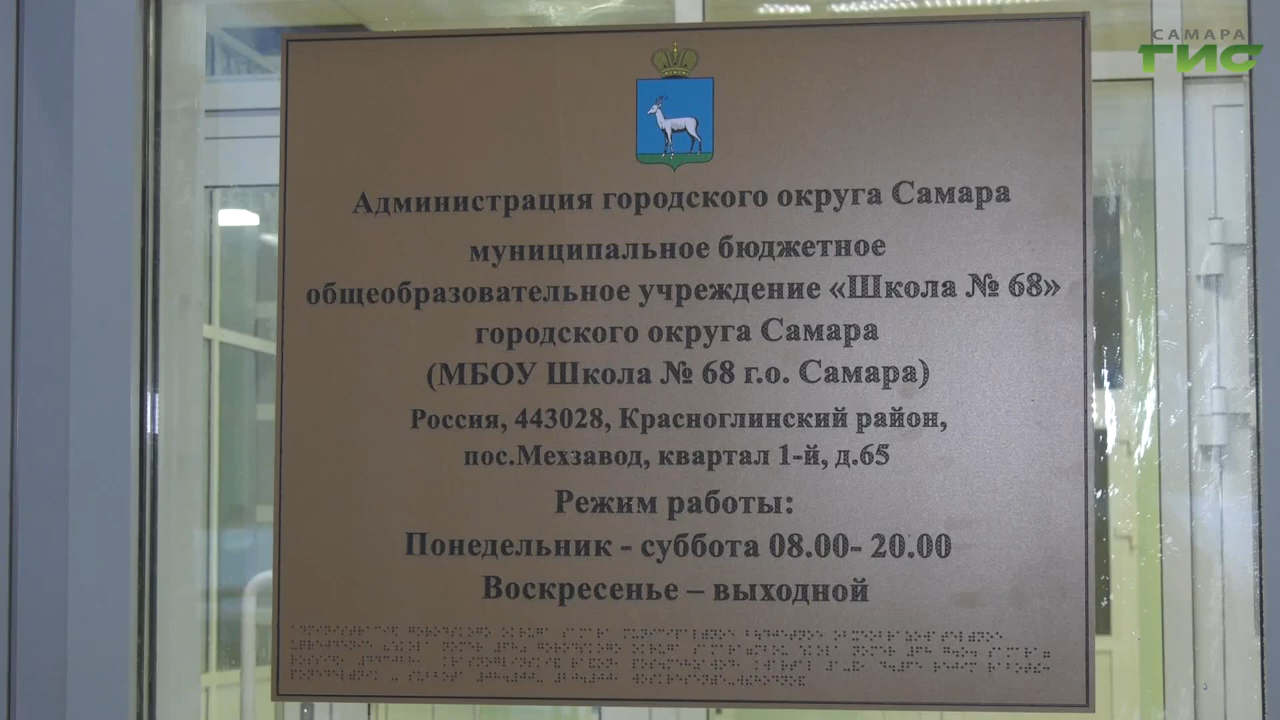 САМАРА
ГИС
Администрация городского округа Самара
муниципальное бюджетное
общеобразовательное учреждение «Школа № 68»
городского округа Самара
(МБОУ Школа № 68 г.о. Самара)
Россия, 443028, Красноглинский район,
пос.Мехзавод, квартал 1-й, д.65
Режим работы:
Понедельник - суббота 08.00- 20.00
Воскресенье – выходной